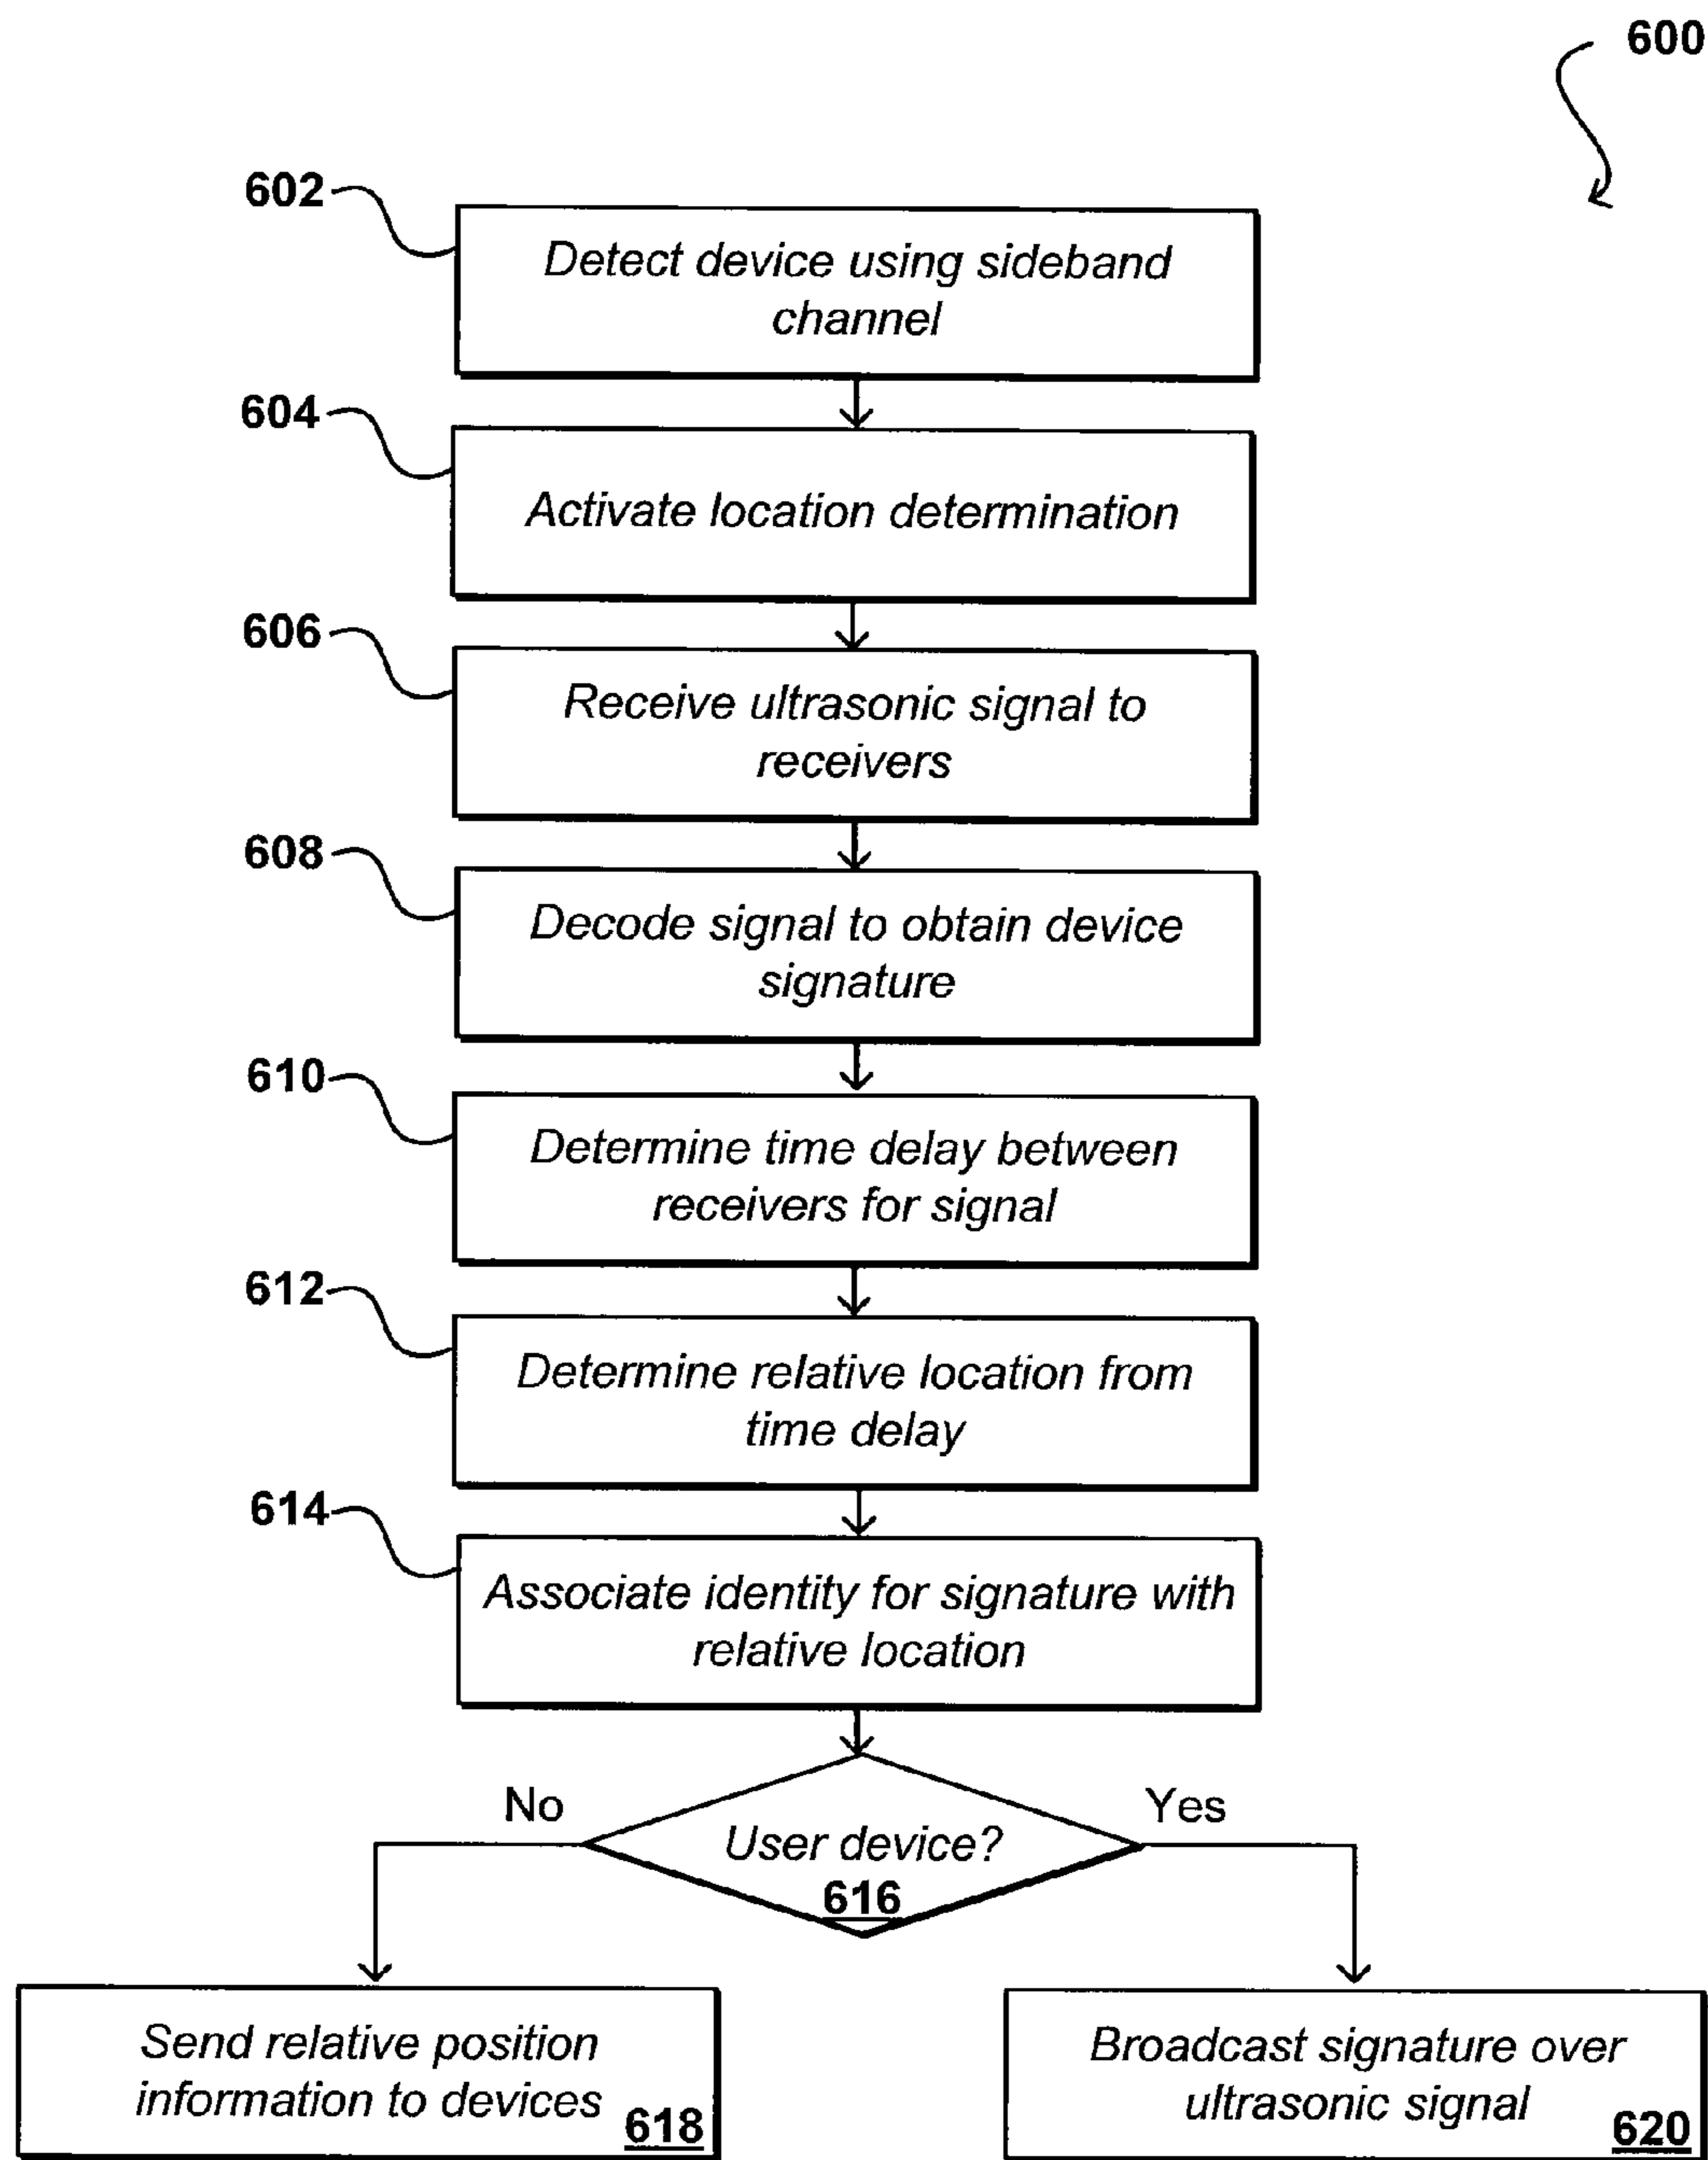 600
602
Detect device using sideband
channel
604
Activate location determination
606
Receive ultrasonic signal to
receivers
608
Decode signal to obtain device
signature
610
Determine time delay between
receivers for signal
612
Determine relative location from
time delay
614
Associate identity for signature with
relative location
No
Yes
User device?
616
Send relative position
information to devices
618
Broadcast signature over
ultrasonic signal
620